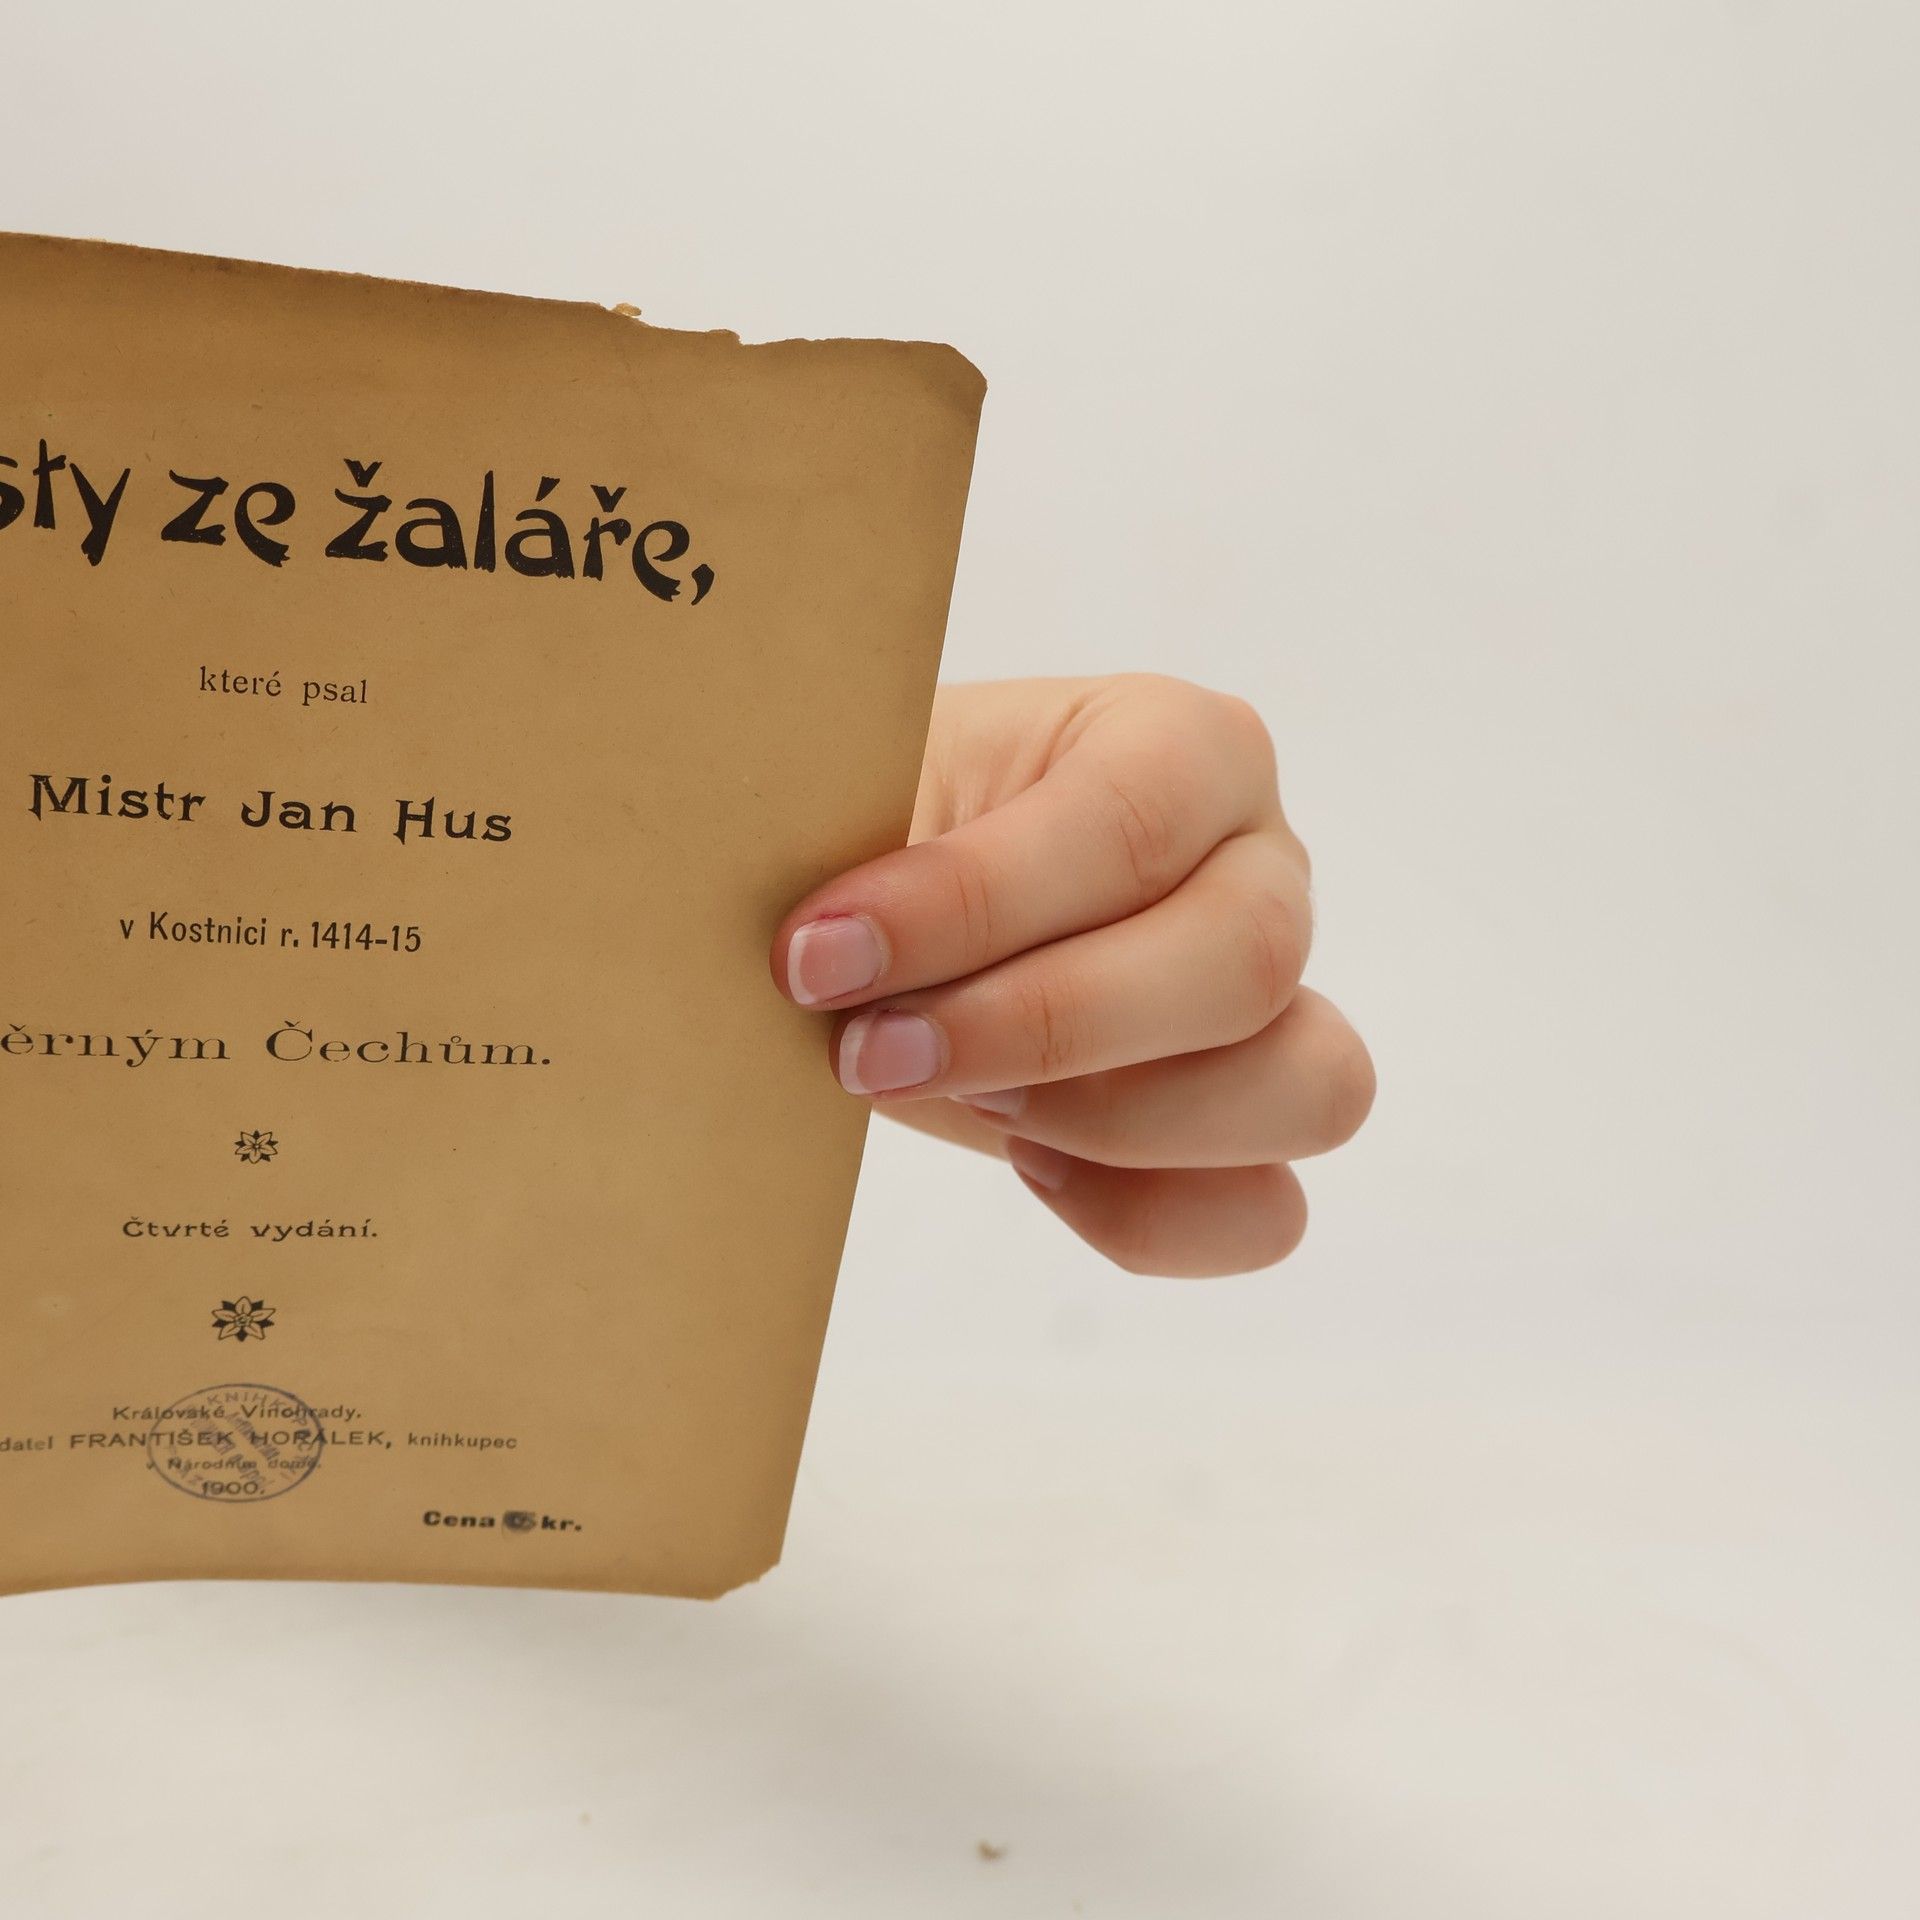 sty ze žaláře,
které psal
Mistr Jan Hus
v Kostnici r. 1414-15
ěrným Čechům.
Čtvrté vydání.
Královské Vinohrady.
datel FRANTIŠEK HORÁLEK, knihkupec
v Národním domě.
1900.
Cena kr.